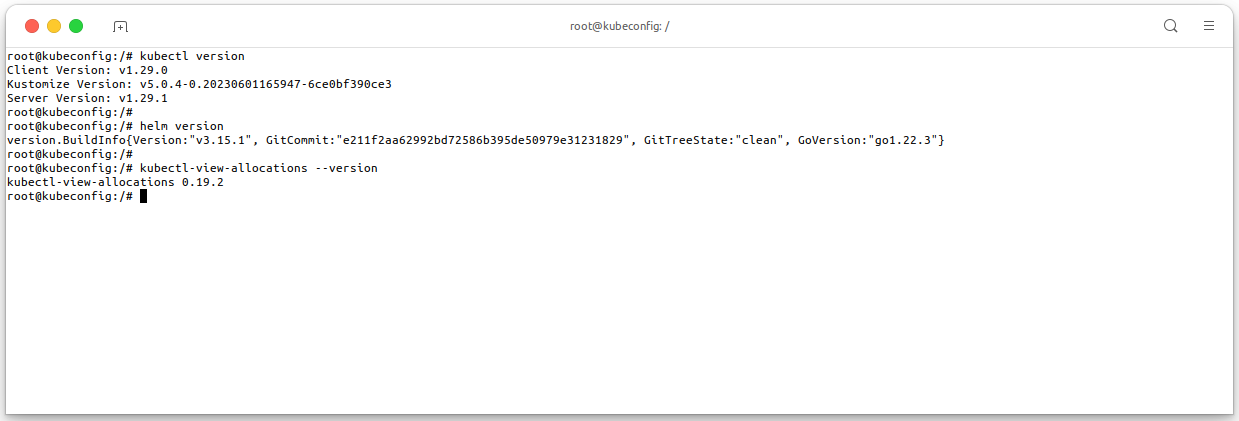 root@kubeconfig: /
root@kubeconfig:/# kubectl version
Client Version: v1.29.0
Kustomize Version: v5.0.4-0.20230601165947-6ce0bf390ce3
Server Version: v1.29.1
root@kubeconfig:/#
root@kubeconfig:/# helm version
version.BuildInfo{Version:"v3.15.1", GitCommit:"e211f2aa62992bd72586b395de50979e31231829", GitTreeState:"clean", GoVersion:"go1.22.3"}
root@kubeconfig:/#
root@kubeconfig:/# kubectl-view-allocations --version
kubectl-view-allocations 0.19.2
root@kubeconfig:/#